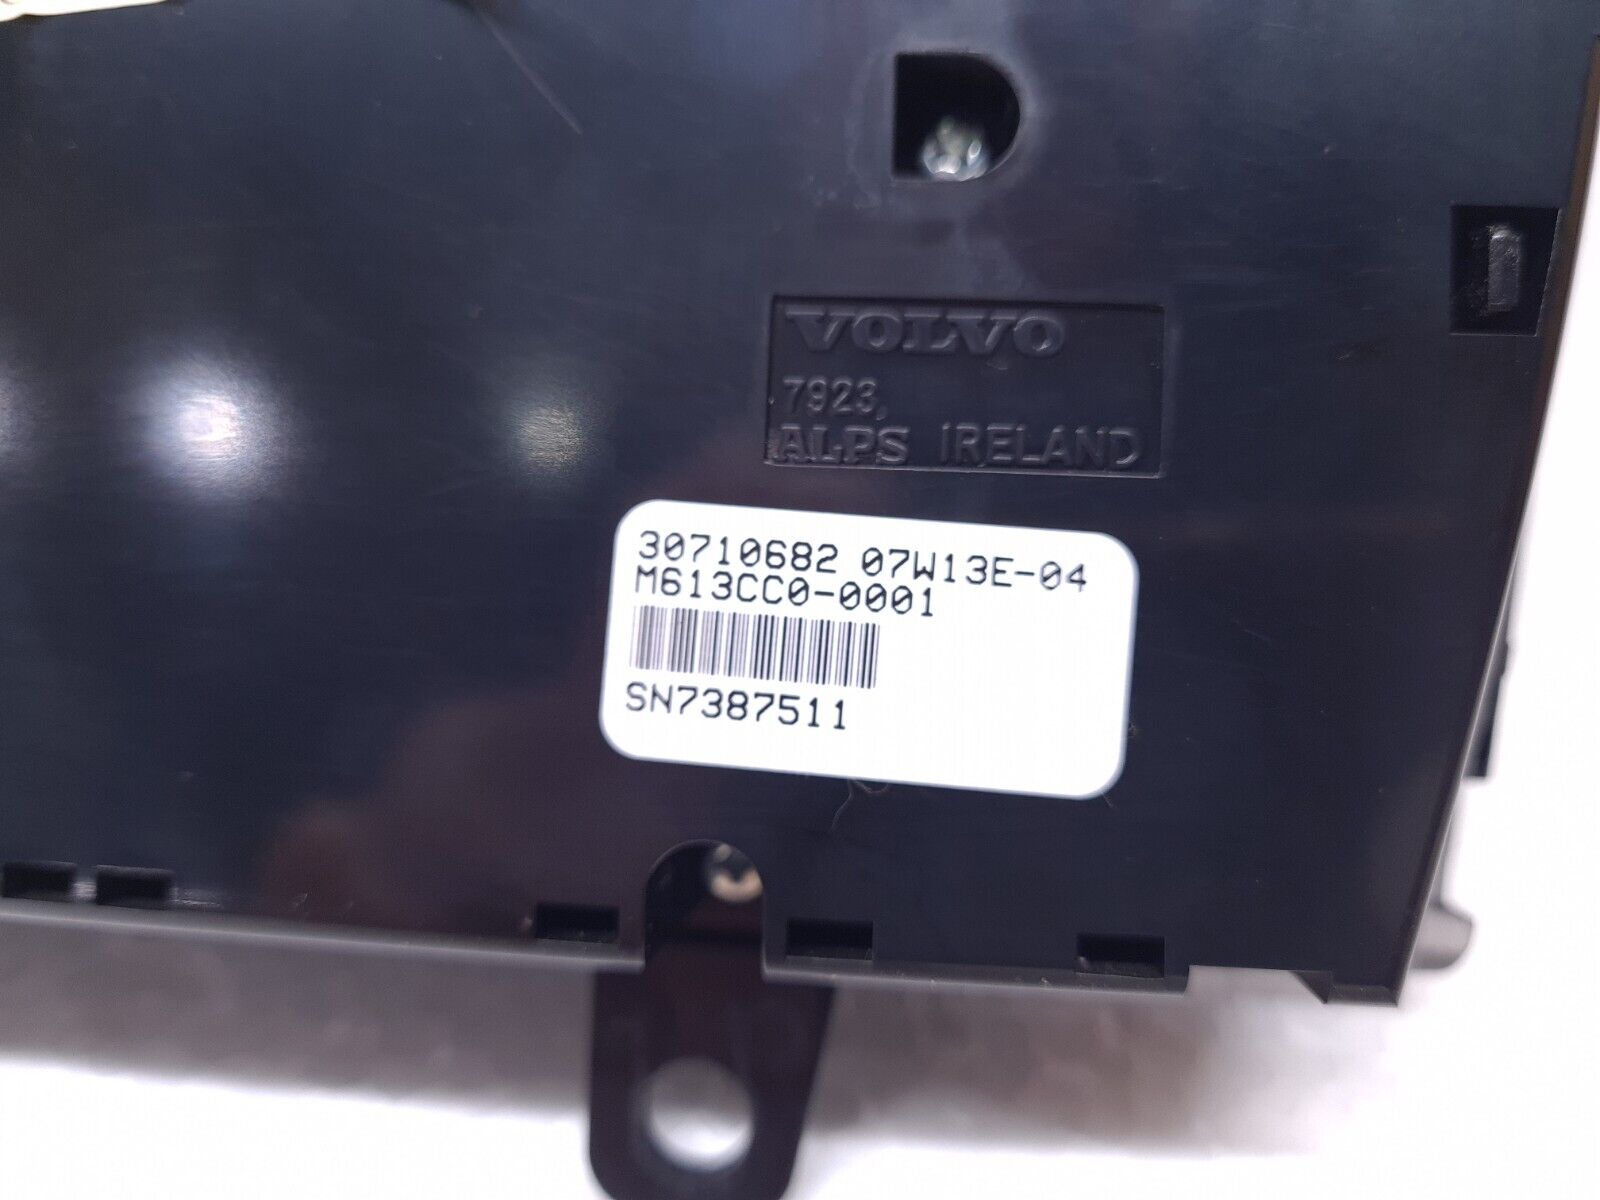 VOLVO
7923,
ALPS IRELAND
30710682 07W13E-04
M613CC0-0001
SN7387511